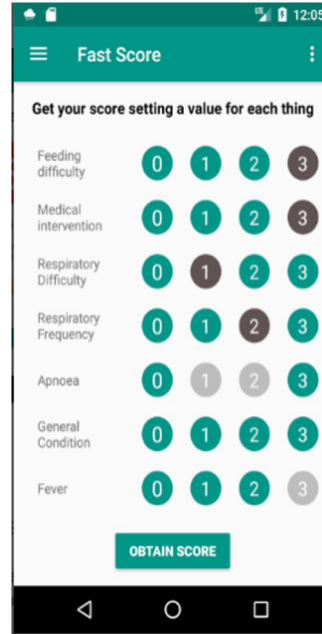 LTE 12:05
Fast Score
Get your score setting a value for each thing
Feeding
difficulty 0 1 2 3
Medical
intervention 0 1 2 3
Respiratory
Difficulty 0 1 2 3
Respiratory
Frequency 0 1 2 3
Apnoea 0 1 2 3
General
Condition 0 1 2 3
Fever 0 1 2 3
OBTAIN SCORE